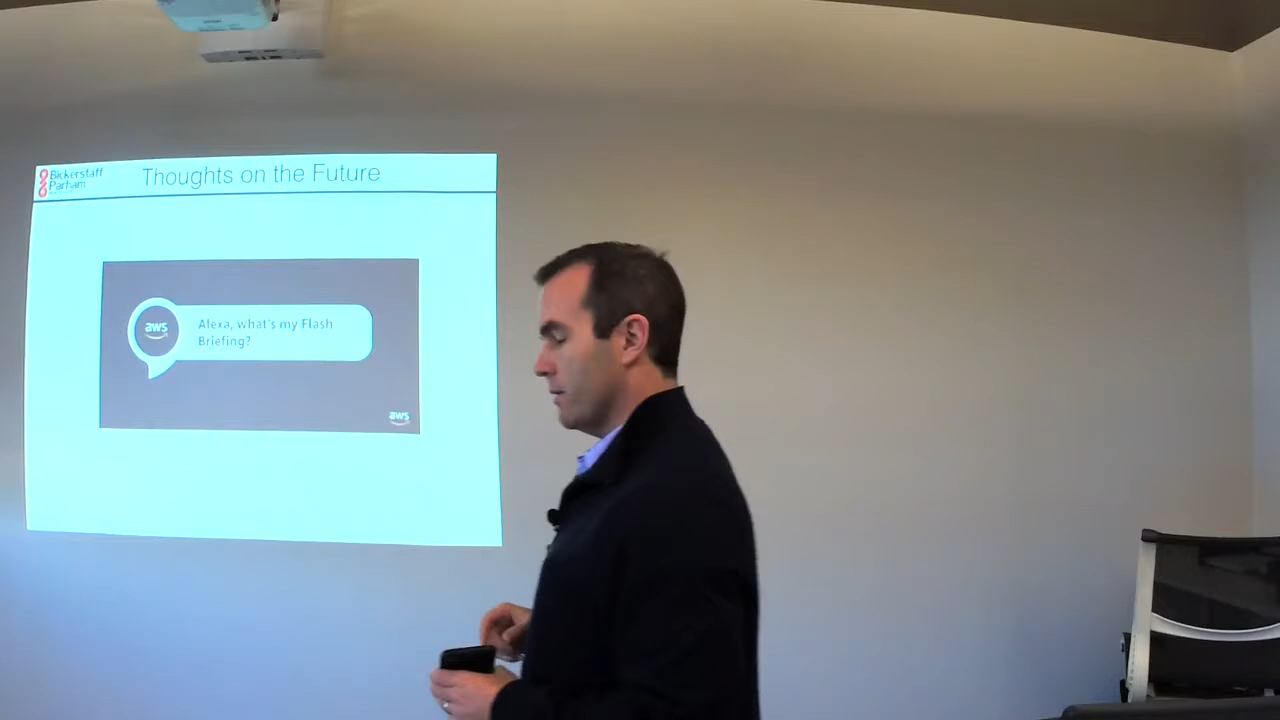 Bickerstaff
Parham
Thoughts on the Future
aws
Alexa, what's my Flash
Briefing?
aws